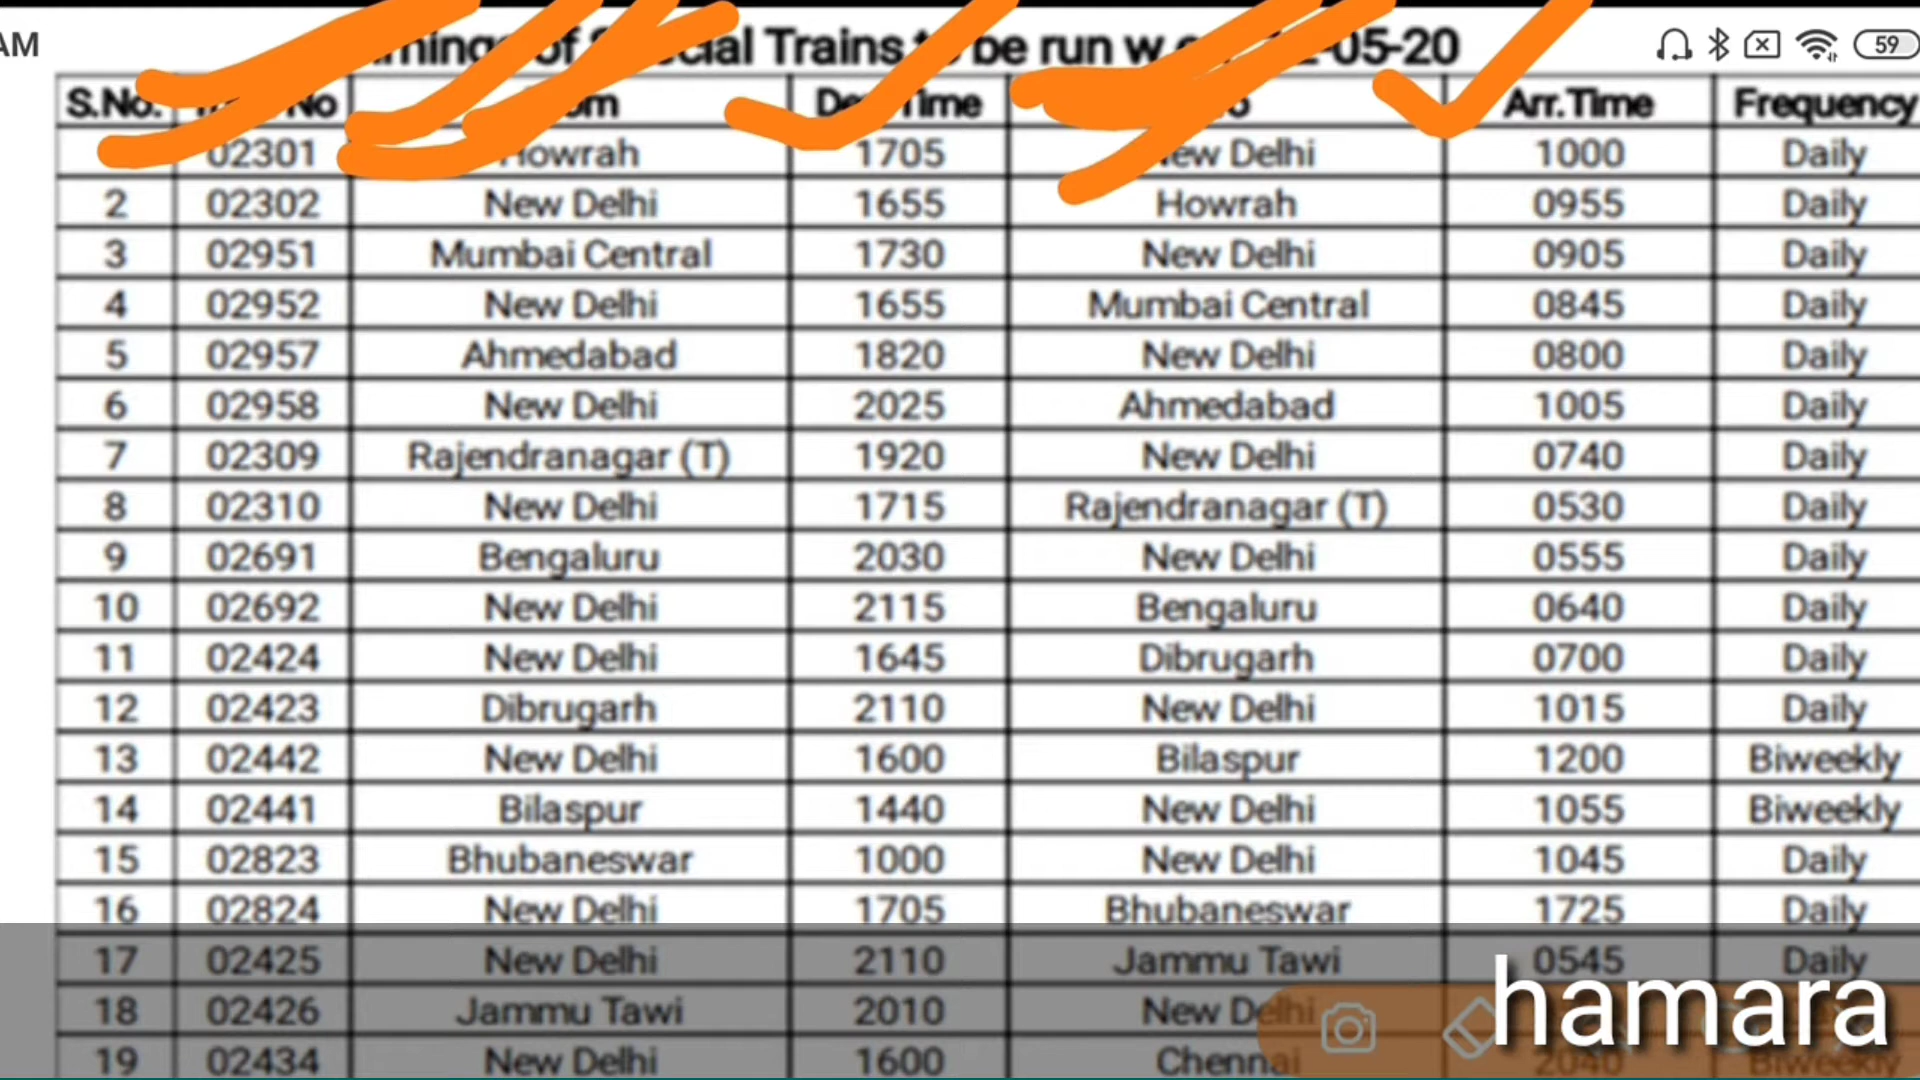 AM
of Trains be run 05-20
59
S.No. No Dep.Time Arr.Time Frequency
02301 Howrah 1705 New Delhi 1000 Daily
2 02302 New Delhi 1655 Howrah 0955 Daily
3 02951 Mumbai Central 1730 New Delhi 0905 Daily
4 02952 New Delhi 1655 Mumbai Central 0845 Daily
5 02957 Ahmedabad 1820 New Delhi 0800 Daily
6 02958 New Delhi 2025 Ahmedabad 1005 Daily
7 02309 Rajendranagar (T) 1920 New Delhi 0740 Daily
8 02310 New Delhi 1715 Rajendranagar (T) 0530 Daily
9 02691 Bengaluru 2030 New Delhi 0555 Daily
10 02692 New Delhi 2115 Bengaluru 0640 Daily
11 02424 New Delhi 1645 Dibrugarh 0700 Daily
12 02423 Dibrugarh 2110 New Delhi 1015 Daily
13 02442 New Delhi 1600 Bilaspur 1200 Biweekly
14 02441 Bilaspur 1440 New Delhi 1055 Biweekly
15 02823 Bhubaneswar 1000 New Delhi 1045 Daily
16 02824 New Delhi 1705 Bhubaneswar 1725 Daily
17 02425 New Delhi 2110 Jammu Tawi 0545 Daily
18 02426 Jammu Tawi 2010 New Delhi
19 02434 New Delhi 1600 Chennai 2040 Biweekly
hamara